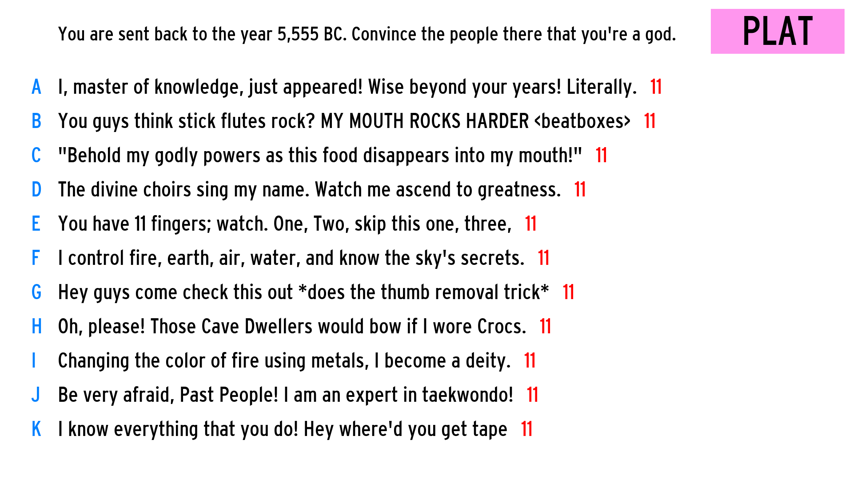 You are sent back to the year 5,555 BC. Convince the people there that you're a god.
PLAT
A I, master of knowledge, just appeared! Wise beyond your years! Literally. 11
B You guys think stick flutes rock? MY MOUTH ROCKS HARDER <beatboxes> 11
C "Behold my godly powers as this food disappears into my mouth!" 11
D The divine choirs sing my name. Watch me ascend to greatness. 11
E You have 11 fingers; watch. One, Two, skip this one, three, 11
F I control fire, earth, air, water, and know the sky's secrets. 11
G Hey guys come check this out *does the thumb removal trick* 11
H Oh, please! Those Cave Dwellers would bow if I wore Crocs. 11
I Changing the color of fire using metals, I become a deity. 11
J Be very afraid, Past People! I am an expert in taekwondo! 11
K I know everything that you do! Hey where'd you get tape 11